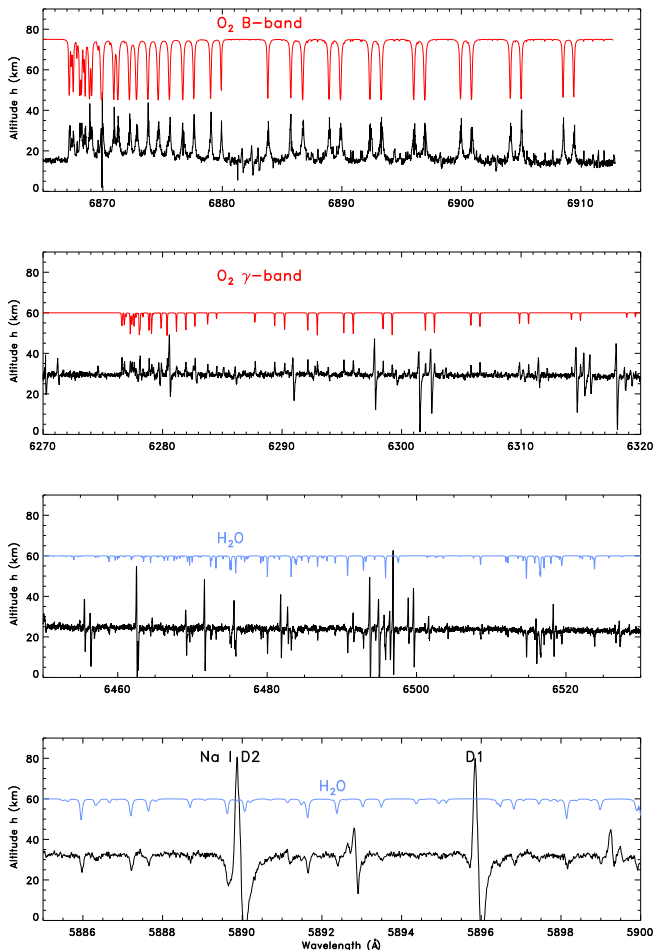 O₂ B-band
Altitude h (km)
80
60
40
20
0
6870 6880 6890 6900 6910
O₂ γ-band
Altitude h (km)
80
60
40
20
0
6270 6280 6290 6300 6310 6320
H₂O
Altitude h (km)
80
60
40
20
0
6460 6480 6500 6520
Na I D2 D1
H₂O
Altitude h (km)
80
60
40
20
0
5886 5888 5890 5892 5894 5896 5898 5900
Wavelength (Å)